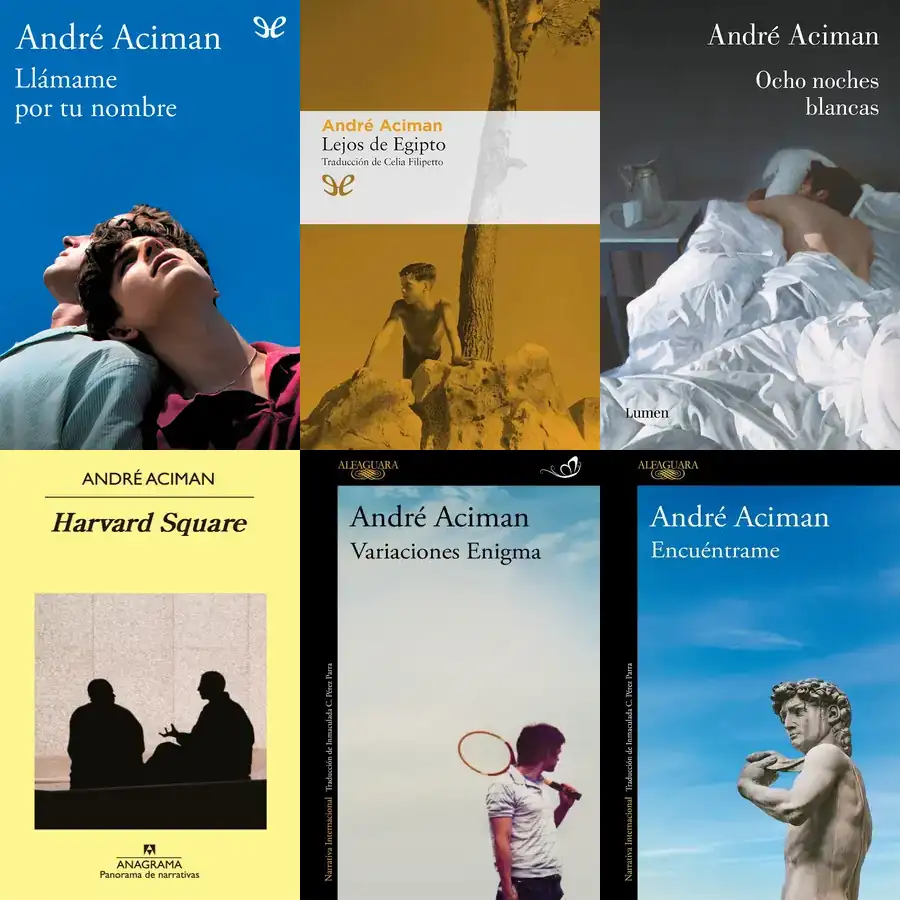 André Aciman
Llámame
por tu nombre
André Aciman
Lejos de Egipto
Traducción de Celia Filipetto
André Aciman
Ocho noches
blancas
Lumen
ANDRÉ ACIMAN
Harvard Square
ANAGRAMA
Panorama de narrativas
ALFAGUARA
André Aciman
Variaciones Enigma
Narrativa Internacional Traducción de Inmaculada C. Pérez Parra
ALFAGUARA
André Aciman
Encuéntrame
Narrativa Internacional Traducción de Inmaculada C. Pérez Parra